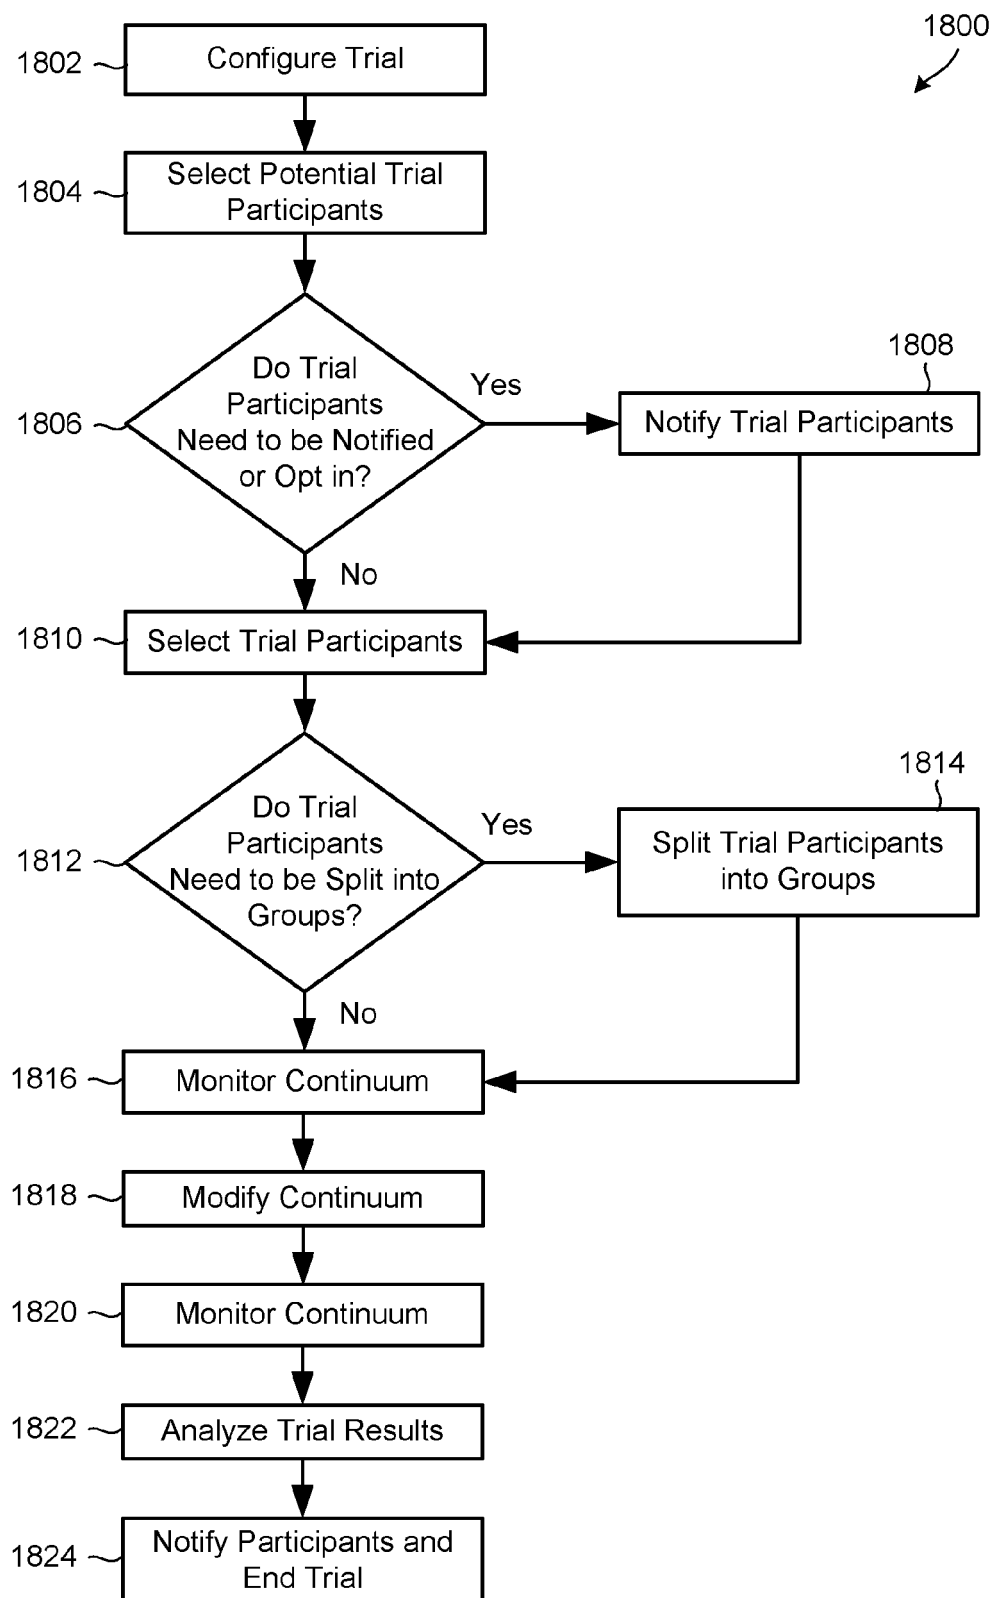 1800
1802
Configure Trial
1804
Select Potential Trial
Participants
1806
Do Trial
Participants
Need to be Notified
or Opt in?
Yes
1808
Notify Trial Participants
No
1810
Select Trial Participants
1812
Do Trial
Participants
Need to be Split into
Groups?
Yes
1814
Split Trial Participants
into Groups
No
1816
Monitor Continuum
1818
Modify Continuum
1820
Monitor Continuum
1822
Analyze Trial Results
1824
Notify Participants and
End Trial